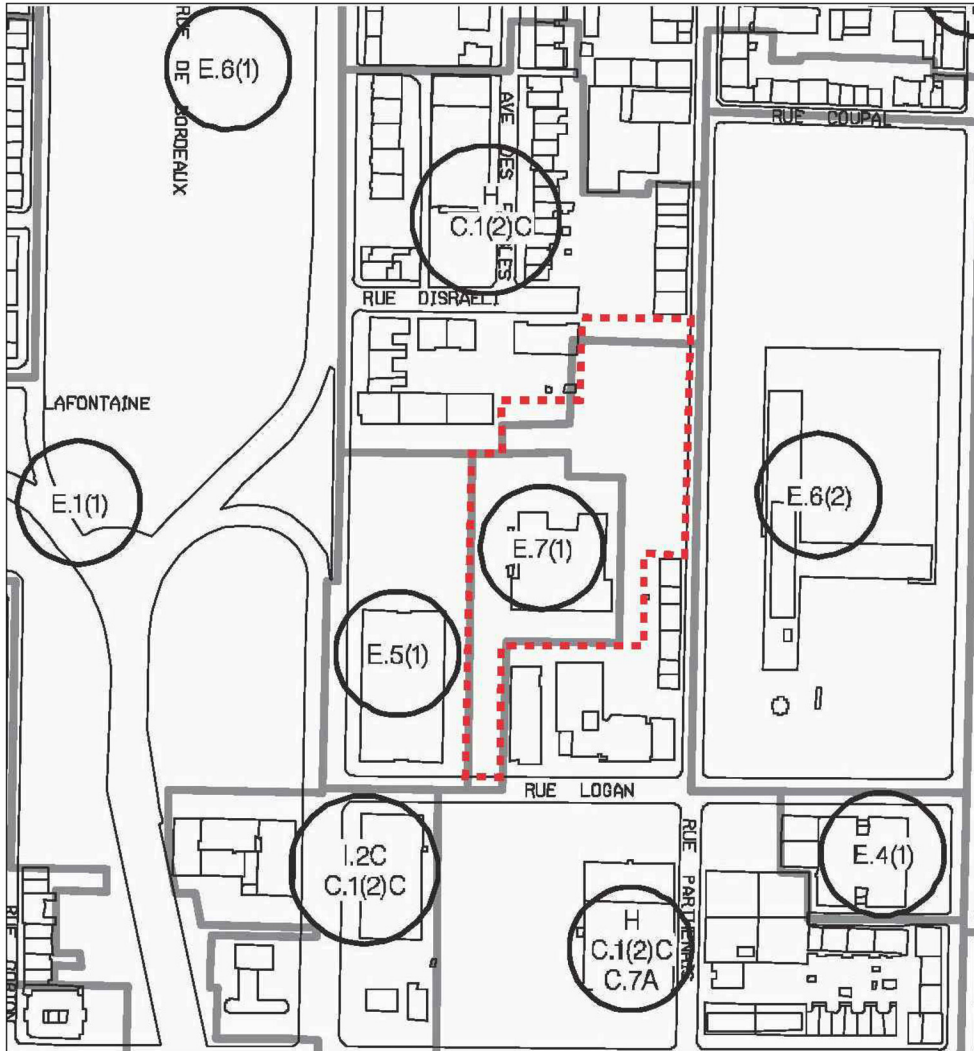 E.6(1)
RUE DE BORDEAUX
RUE COUPAL
AVE DES
H
C.1(2)C
RUE DISRAELI
LAFONTAINE
E.1(1)
E.6(2)
E.7(1)
E.5(1)
RUE LOGAN
I.2C
C.1(2)C
E.4(1)
RUE PARTHENAIS
H
C.1(2)C
C.7A
RUE DORION